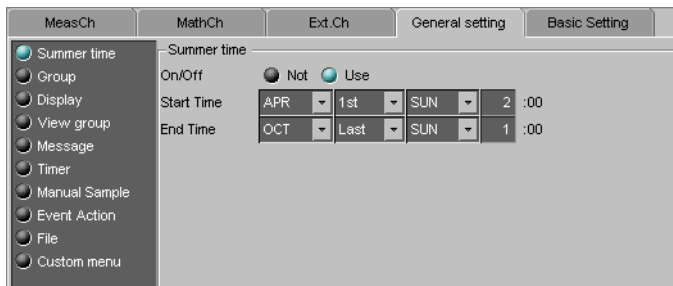 MeasCh MathCh Ext.Ch General setting Basic Setting
Summer time
Group
Display
View group
Message
Timer
Manual Sample
Event Action
File
Custom menu
Summer time
On/Off Not Use
Start Time APR 1st SUN 2 :00
End Time OCT Last SUN 1 :00